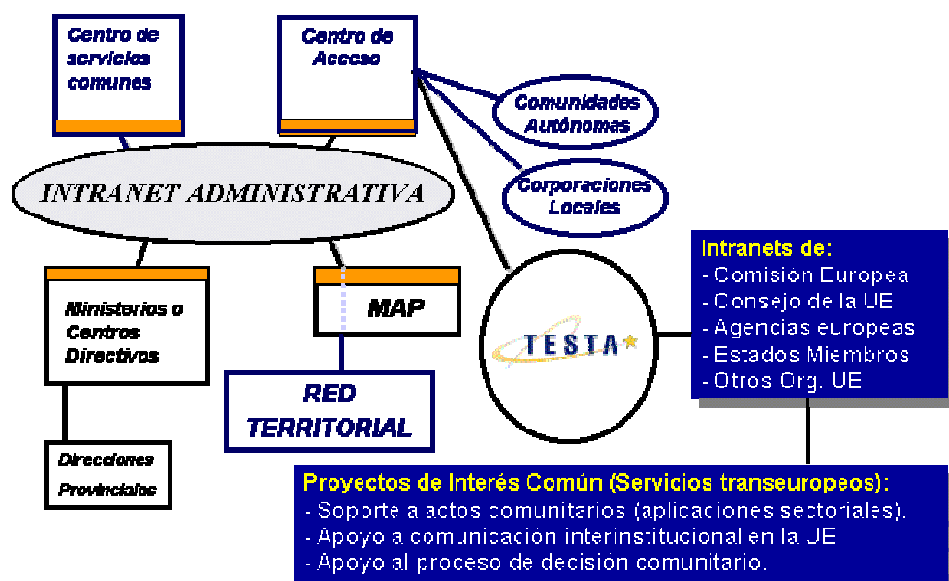 Centro de
servicios
comunes
Centro de
Acceso
Comunidades
Autónomas
Corporaciones
Locales
INTRANET ADMINISTRATIVA
Ministerios o
Centros
Directivos
MAP
RED
TERRITORIAL
Direcciones
Provinciales
TESTA
Intranets de:
- Comisión Europea
- Consejo de la UE
- Agencias europeas
- Estados Miembros
- Otros Org. UE
Proyectos de Interés Común (Servicios transeuropeos):
- Soporte a actos comunitarios (aplicaciones sectoriales).
- Apoyo a comunicación interinstitucional en la UE
- Apoyo al proceso de decisión comunitario.